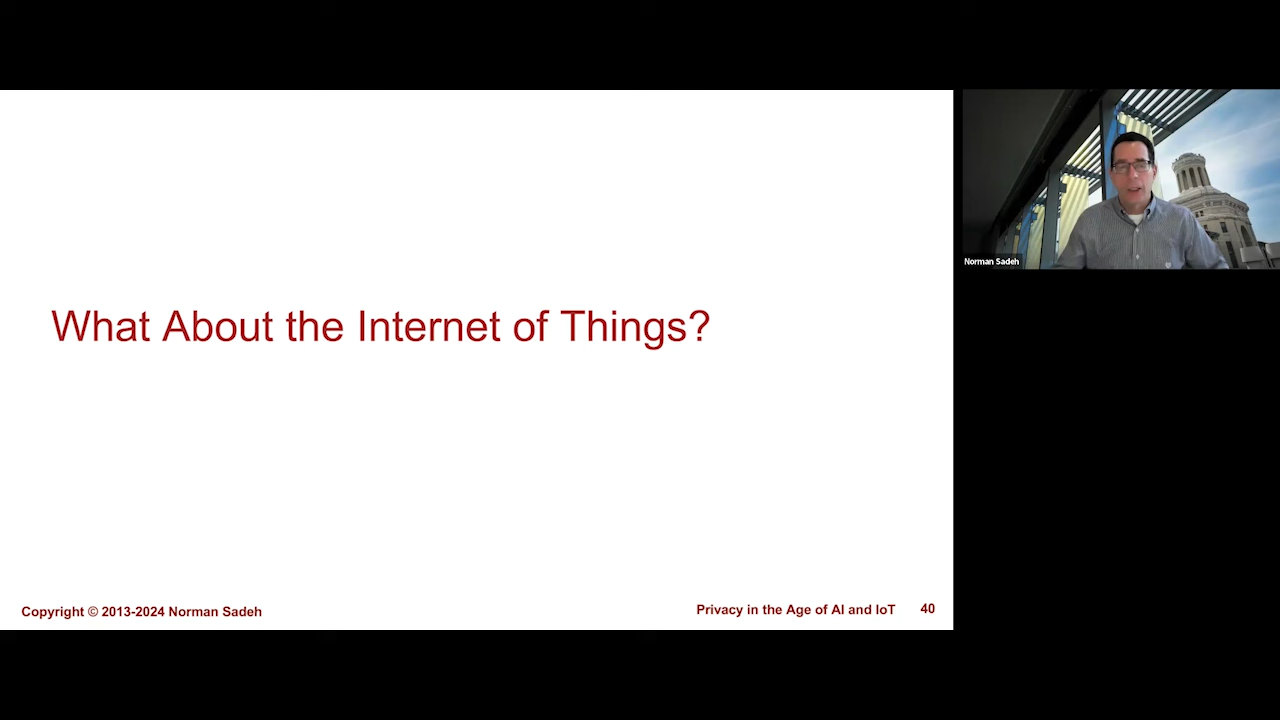 What About the Internet of Things?
Norman Sadeh
Copyright © 2013-2024 Norman Sadeh
Privacy in the Age of AI and IoT
40